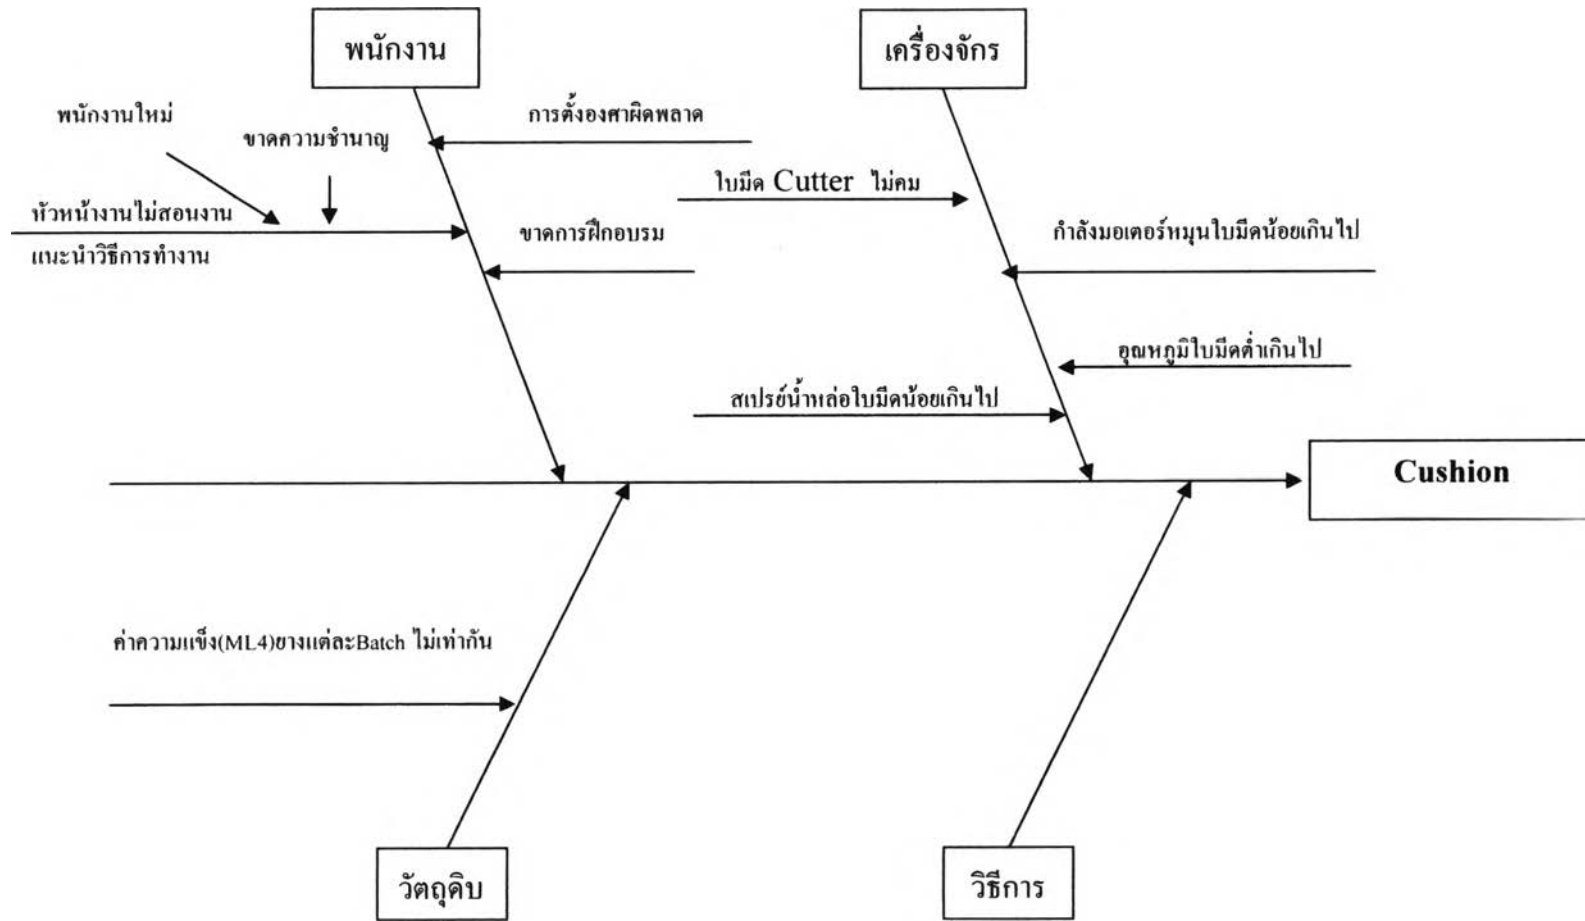 พนักงาน
เครื่องจักร
พนักงานใหม่
ขาดความชำนาญ
การตั้งองศาผิดพลาด
ใบมีด Cutter ไม่คม
หัวหน้างานไม่สอนงาน
แนะนำวิธีการทำงาน
ขาดการฝึกอบรม
กำลังมอเตอร์หมุนใบมีดน้อยเกินไป
อุณหภูมิใบมีดต่ำเกินไป
สเปรย์น้ำหล่อใบมีดน้อยเกินไป
Cushion
ค่าความแข็ง(ML4)ยางแต่ละBatch ไม่เท่ากัน
วัตถุดิบ
วิธีการ